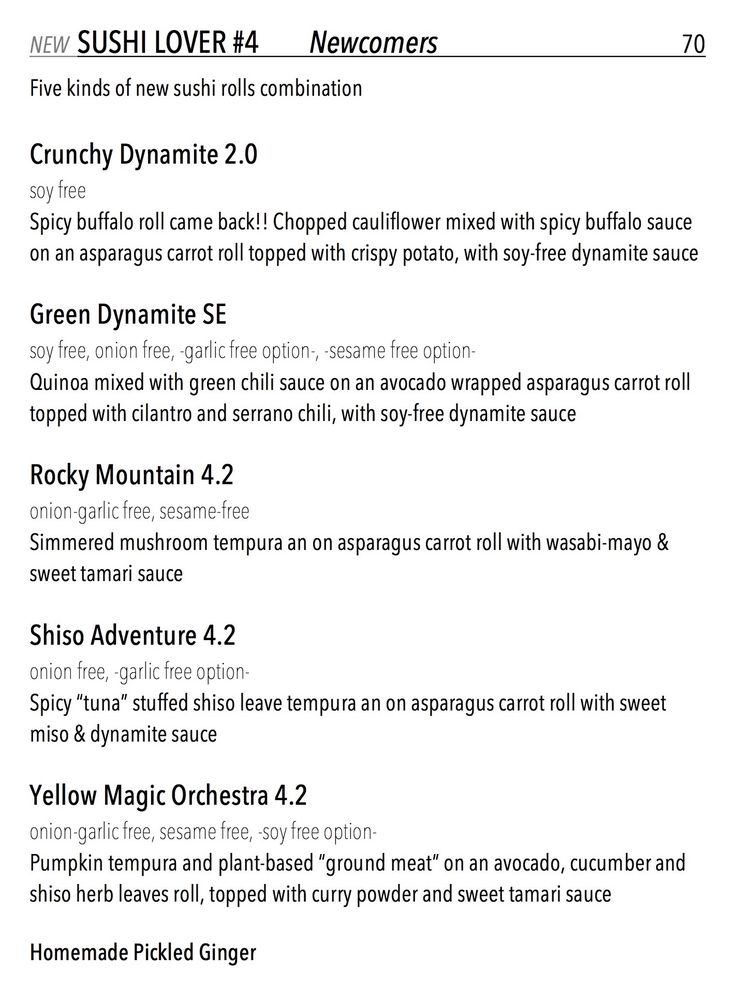 NEW SUSHI LOVER #4 Newcomers 70
Five kinds of new sushi rolls combination
Crunchy Dynamite 2.0
soy free
Spicy buffalo roll came back!! Chopped cauliflower mixed with spicy buffalo sauce
on an asparagus carrot roll topped with crispy potato, with soy-free dynamite sauce
Green Dynamite SE
soy free, onion free, -garlic free option-, -sesame free option-
Quinoa mixed with green chili sauce on an avocado wrapped asparagus carrot roll
topped with cilantro and serrano chili, with soy-free dynamite sauce
Rocky Mountain 4.2
onion-garlic free, sesame-free
Simmered mushroom tempura an on asparagus carrot roll with wasabi-mayo &
sweet tamari sauce
Shiso Adventure 4.2
onion free, -garlic free option-
Spicy “tuna” stuffed shiso leave tempura an on asparagus carrot roll with sweet
miso & dynamite sauce
Yellow Magic Orchestra 4.2
onion-garlic free, sesame free, -soy free option-
Pumpkin tempura and plant-based “ground meat” on an avocado, cucumber and
shiso herb leaves roll, topped with curry powder and sweet tamari sauce
Homemade Pickled Ginger